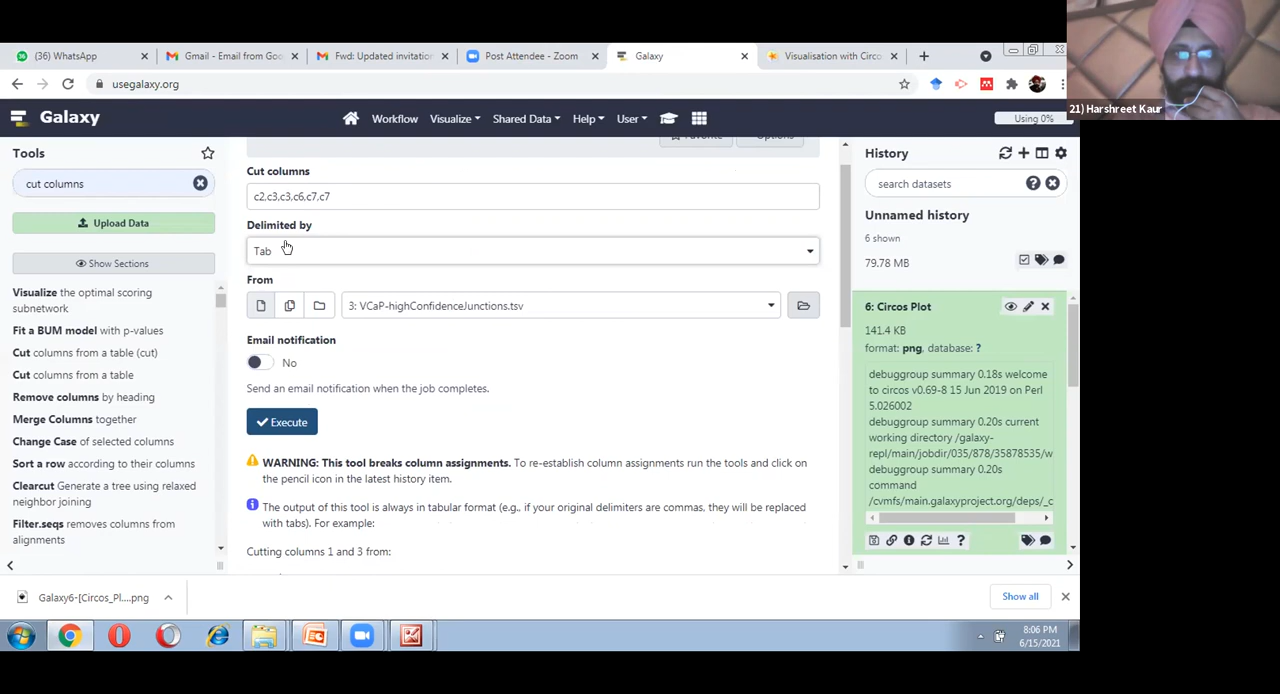 21) Harshreet Kaur
(36) WhatsApp
Gmail - Email from Goo
Fwd: Updated invitation
Post Attendee - Zoom
Galaxy
Visualisation with Circo
usegalaxy.org
Galaxy
Workflow
Visualize
Shared Data
Help
User
Using 0%
Tools
cut columns
Upload Data
Show Sections
Visualize the optimal scoring
subnetwork
Fit a BUM model with p-values
Cut columns from a table (cut)
Cut columns from a table
Remove columns by heading
Merge Columns together
Change Case of selected columns
Sort a row according to their columns
Clearcut Generate a tree using relaxed
neighbor joining
Filter.seqs removes columns from
alignments
Favorite
Options
Cut columns
c2,c3,c3,c6,c7,c7
Delimited by
Tab
From
3: VCaP-highConfidenceJunctions.tsv
Email notification
No
Send an email notification when the job completes.
Execute
WARNING: This tool breaks column assignments. To re-establish column assignments run the tools and click on
the pencil icon in the latest history item.
The output of this tool is always in tabular format (e.g., if your original delimiters are commas, they will be replaced
with tabs). For example:
Cutting columns 1 and 3 from:
History
search datasets
Unnamed history
6 shown
79.78 MB
6: Circos Plot
141.4 KB
format: png, database: ?
debuggroup summary 0.18s welcome
to circos v0.69-8 15 Jun 2019 on Perl
5.026002
debuggroup summary 0.20s current
working directory /galaxy-
repl/main/jobdir/035/878/35878535/w
debuggroup summary 0.20s
command
/cvmfs/main.galaxyproject.org/deps/_c
Galaxy6-[Circos_Pl....png
Show all
8:06 PM
6/15/2021